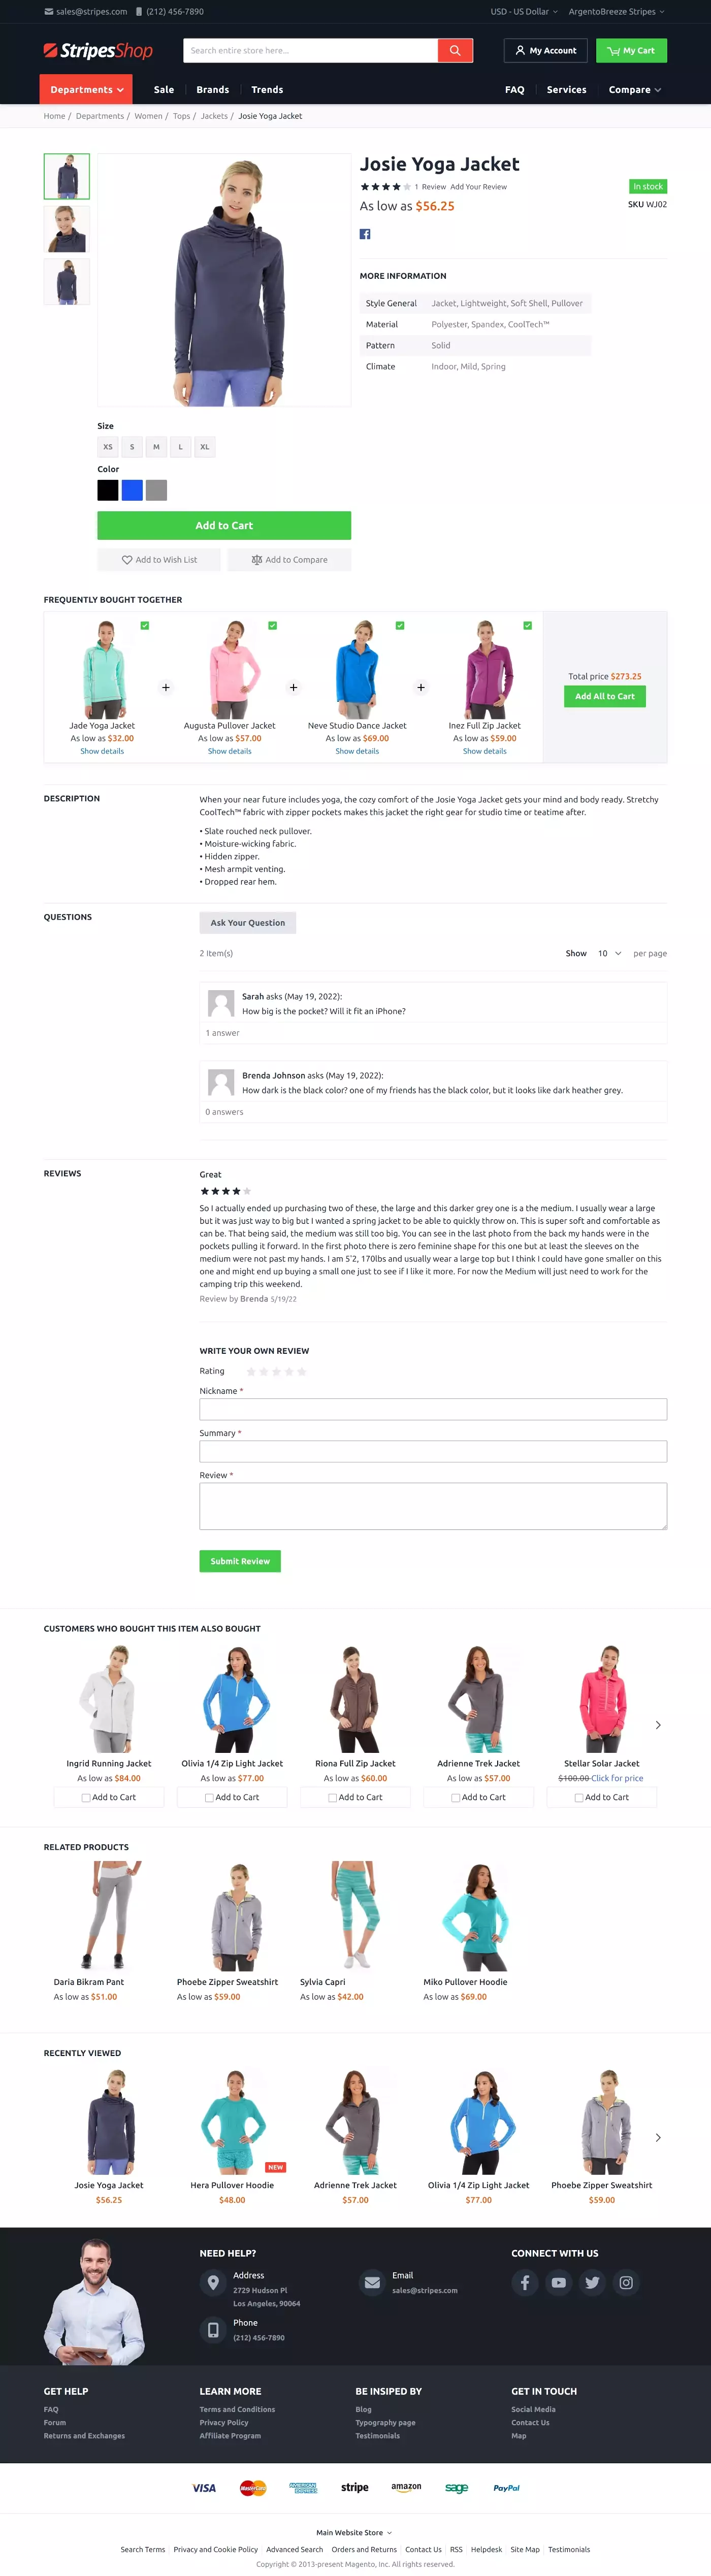 sales@stripes.com (212) 456-7890 USD - US Dollar ArgentoBreeze Stripes
StripesShop Search entire store here... My Account My Cart
Departments Sale Brands Trends FAQ Services Compare
Home / Departments / Women / Tops / Jackets / Josie Yoga Jacket
Josie Yoga Jacket
1 Review Add Your Review In stock
As low as $56.25 SKU WJ02
MORE INFORMATION
Style General Jacket, Lightweight, Soft Shell, Pullover
Material Polyester, Spandex, CoolTech™
Pattern Solid
Climate Indoor, Mild, Spring
Size
XS S M L XL
Color
Add to Cart
Add to Wish List Add to Compare
FREQUENTLY BOUGHT TOGETHER
+ + +
Total price $273.25
Add All to Cart
Jade Yoga Jacket Augusta Pullover Jacket Neve Studio Dance Jacket Inez Full Zip Jacket
As low as $32.00 As low as $57.00 As low as $69.00 As low as $59.00
Show details Show details Show details Show details
DESCRIPTION
When your near future includes yoga, the cozy comfort of the Josie Yoga Jacket gets your mind and body ready. Stretchy
CoolTech™ fabric with zipper pockets makes this jacket the right gear for studio time or teatime after.
• Slate rouched neck pullover.
• Moisture-wicking fabric.
• Hidden zipper.
• Mesh armpit venting.
• Dropped rear hem.
QUESTIONS
Ask Your Question
2 Item(s) Show 10 per page
Sarah asks (May 19, 2022):
How big is the pocket? Will it fit an iPhone?
1 answer
Brenda Johnson asks (May 19, 2022):
How dark is the black color? one of my friends has the black color, but it looks like dark heather grey.
0 answers
REVIEWS
Great
So I actually ended up purchasing two of these, the large and this darker grey one is a the medium. I usually wear a large
but it was just way to big but I wanted a spring jacket to be able to quickly throw on. This is super soft and comfortable as
can be. That being said, the medium was still too big. You can see in the last photo from the back my hands were in the
pockets pulling it forward. In the first photo there is zero feminine shape for this one but at least the sleeves on the
medium were not past my hands. I am 5'2, 170lbs and usually wear a large top but I think I could have gone smaller on this
one and might end up buying a small one just to see if I like it more. For now the Medium will just need to work for the
camping trip this weekend.
Review by Brenda 5/19/22
WRITE YOUR OWN REVIEW
Rating
Nickname *
Summary *
Review *
Submit Review
CUSTOMERS WHO BOUGHT THIS ITEM ALSO BOUGHT
Ingrid Running Jacket Olivia 1/4 Zip Light Jacket Riona Full Zip Jacket Adrienne Trek Jacket Stellar Solar Jacket
As low as $84.00 As low as $77.00 As low as $60.00 As low as $57.00 $100.00 Click for price
Add to Cart Add to Cart Add to Cart Add to Cart Add to Cart
RELATED PRODUCTS
Daria Bikram Pant Phoebe Zipper Sweatshirt Sylvia Capri Miko Pullover Hoodie
As low as $51.00 As low as $59.00 As low as $42.00 As low as $69.00
RECENTLY VIEWED
NEW
Josie Yoga Jacket Hera Pullover Hoodie Adrienne Trek Jacket Olivia 1/4 Zip Light Jacket Phoebe Zipper Sweatshirt
$56.25 $48.00 $57.00 $77.00 $59.00
NEED HELP? CONNECT WITH US
Address Email
2729 Hudson Pl sales@stripes.com
Los Angeles, 90064
Phone
(212) 456-7890
GET HELP LEARN MORE BE INSIPED BY GET IN TOUCH
FAQ Terms and Conditions Blog Social Media
Forum Privacy Policy Typography page Contact Us
Returns and Exchanges Affiliate Program Testimonials Map
VISA MasterCard AMERICAN EXPRESS stripe amazon sage PayPal
Main Website Store
Search Terms Privacy and Cookie Policy Advanced Search Orders and Returns Contact Us RSS Helpdesk Site Map Testimonials
Copyright © 2013-present Magento, Inc. All rights reserved.